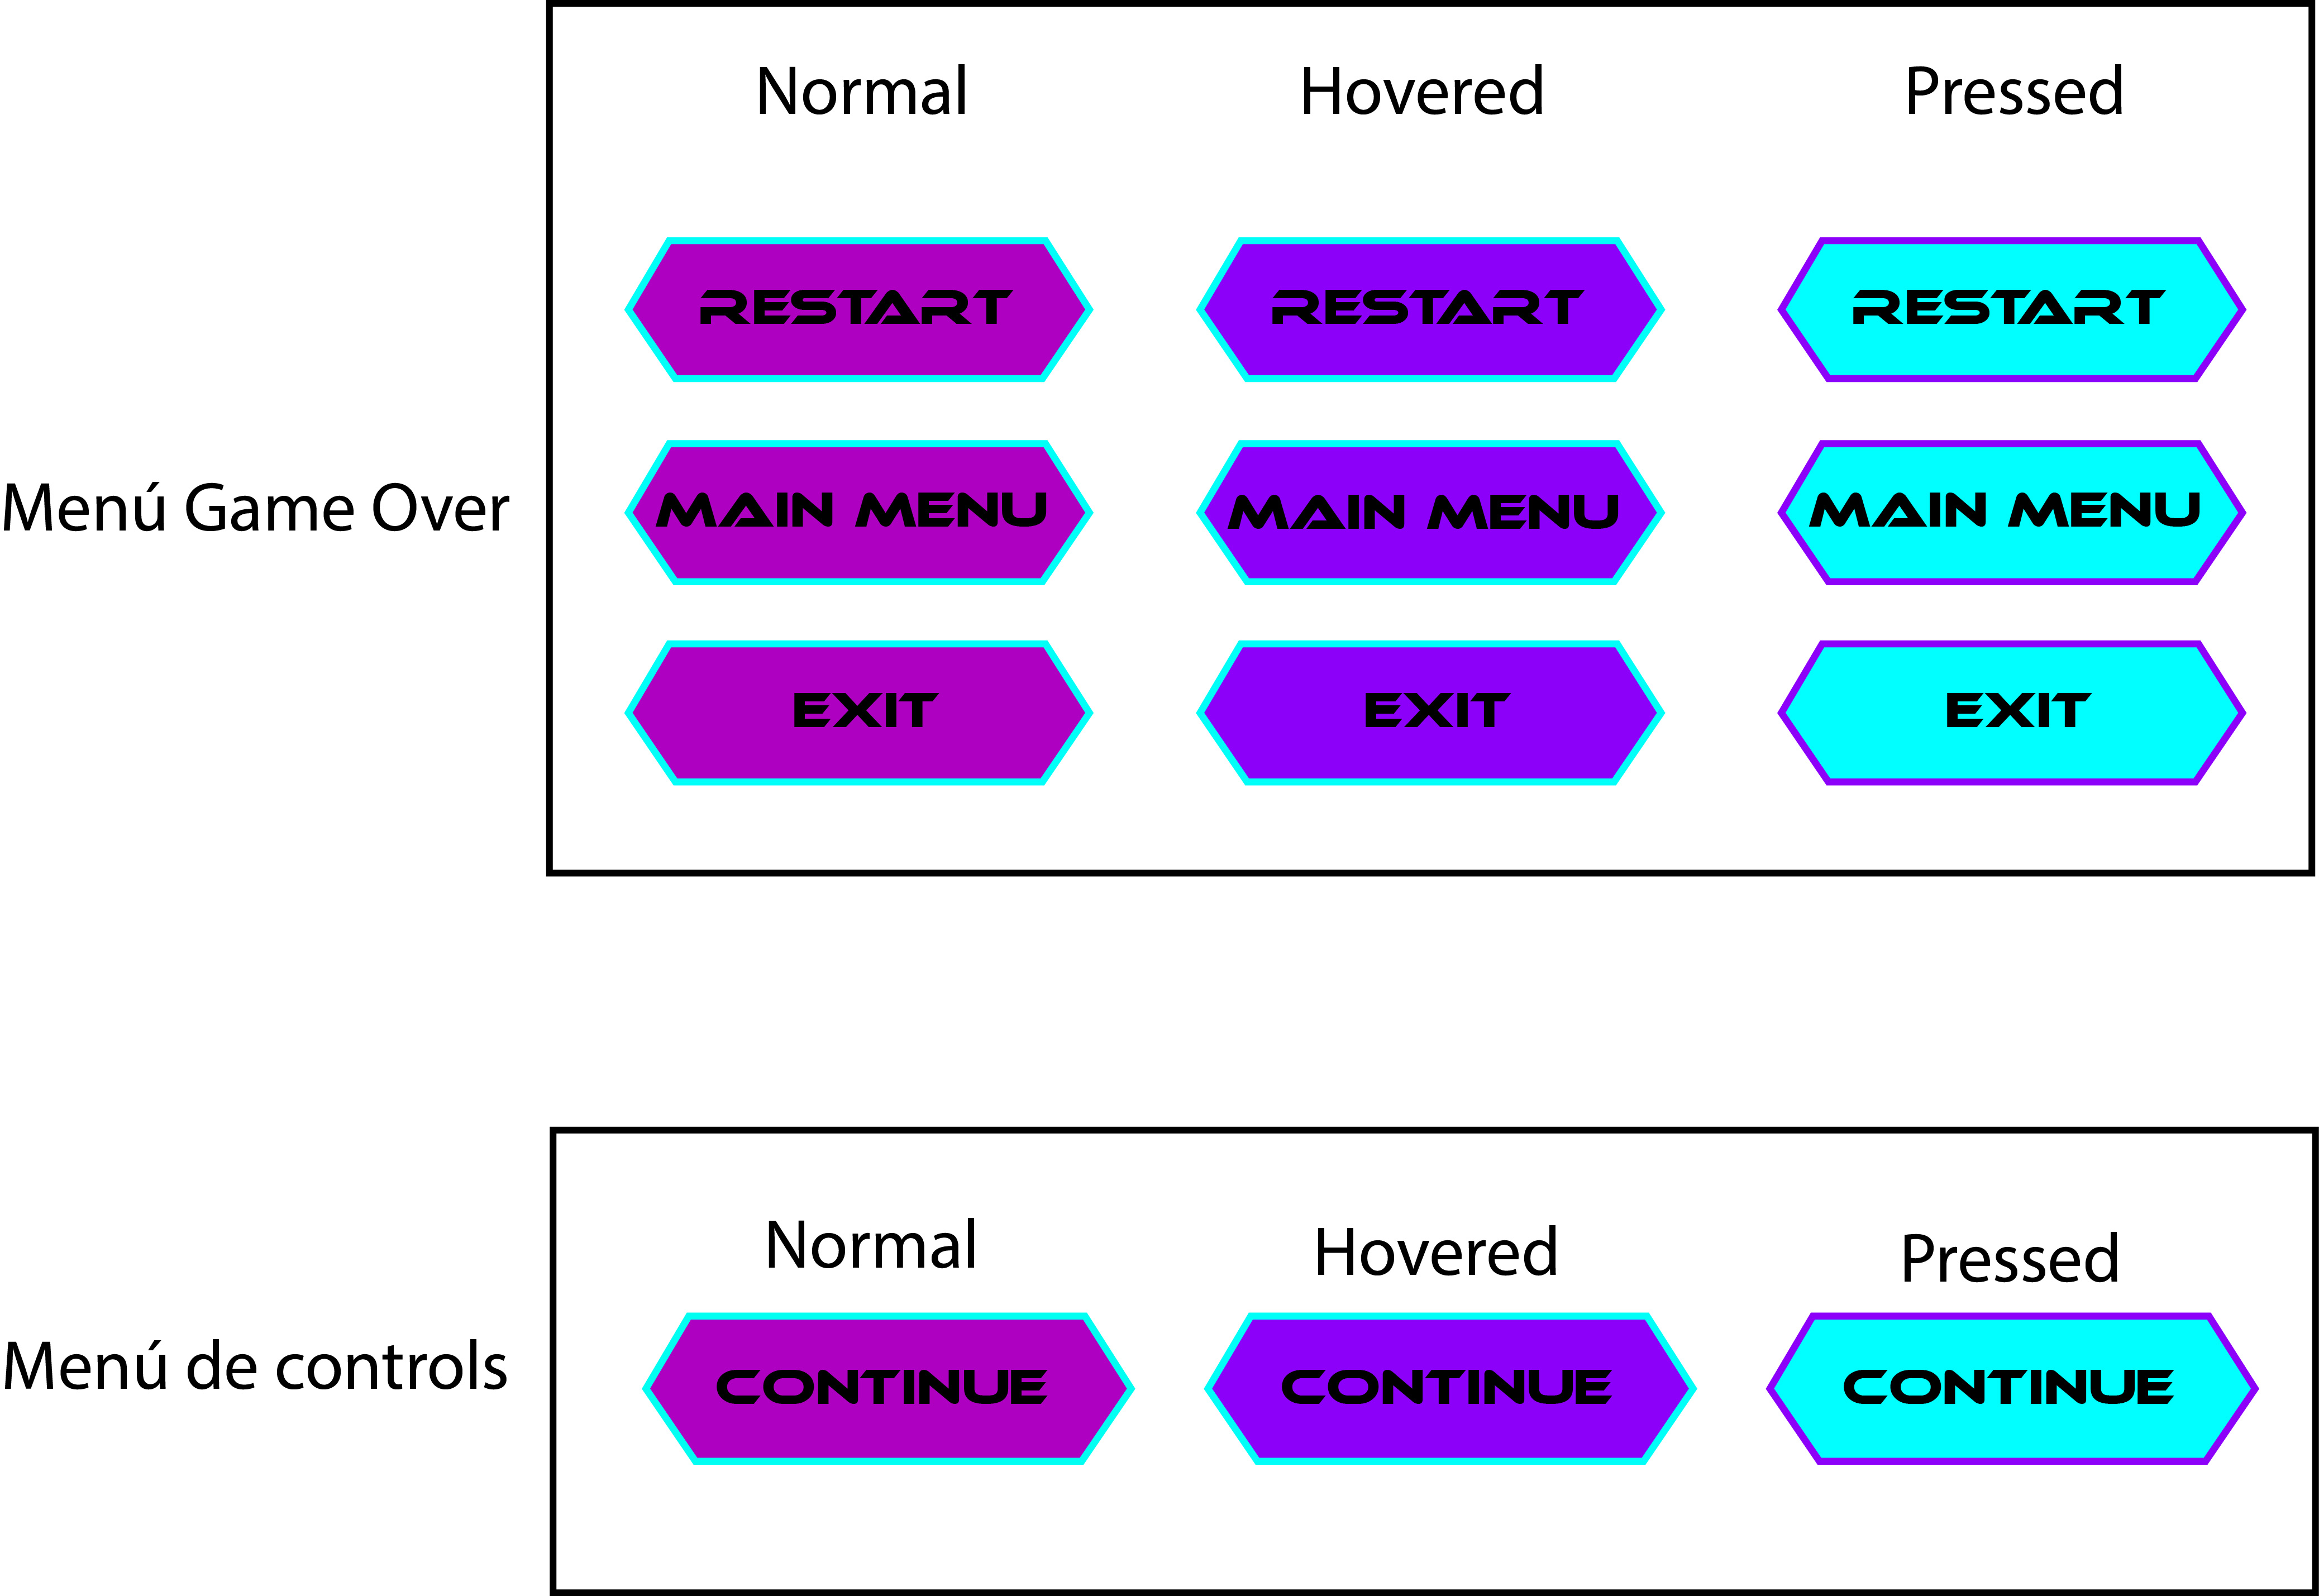 Normal Hovered Pressed
RESTART RESTART RESTART
Menú Game Over
MAIN MENU MAIN MENU MAIN MENU
EXIT EXIT EXIT
Normal Hovered Pressed
Menú de controls
CONTINUE CONTINUE CONTINUE